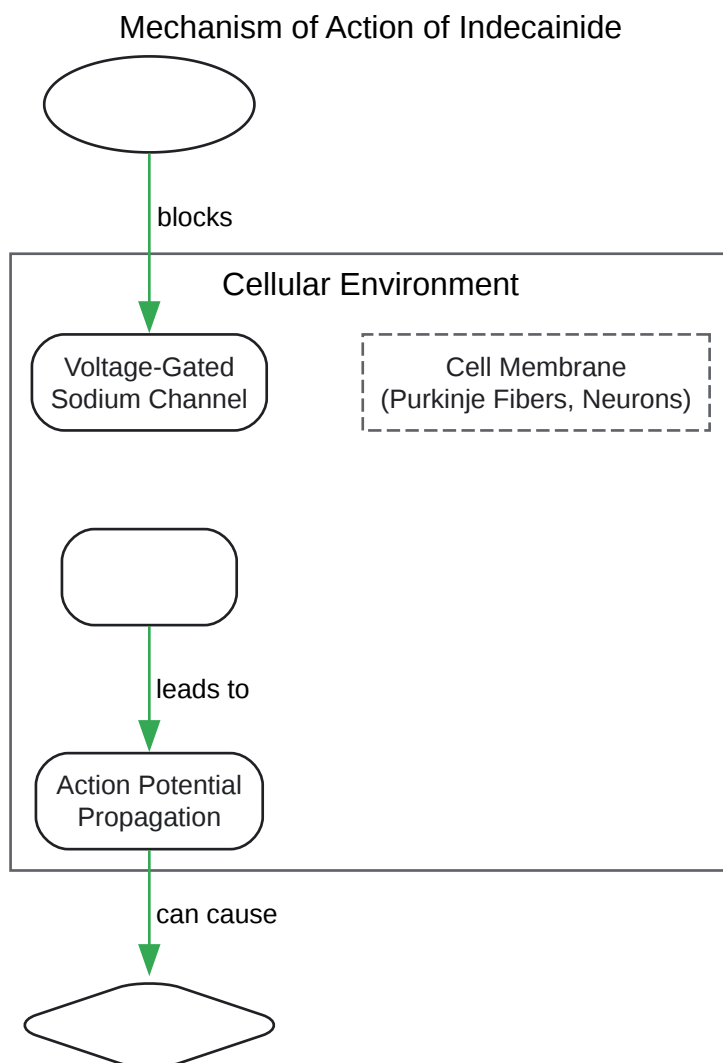 Mechanism of Action of Indecainide
blocks
Cellular Environment
Voltage-Gated
Sodium Channel
Cell Membrane
(Purkinje Fibers, Neurons)
leads to
Action Potential
Propagation
can cause